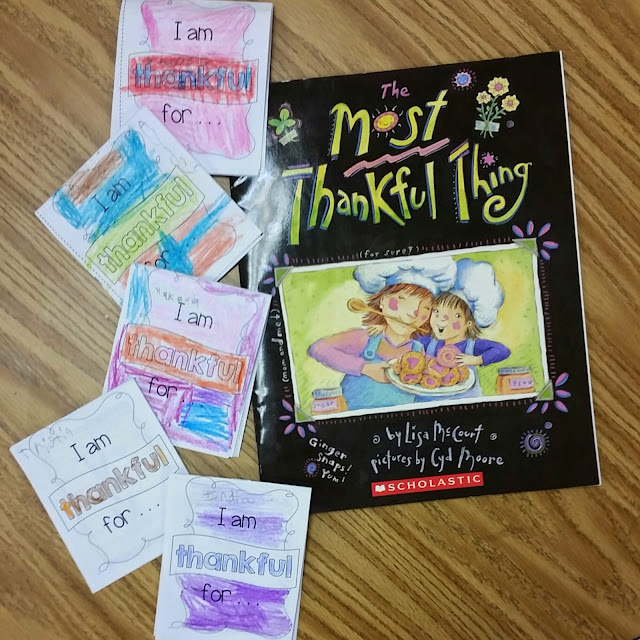 I am
thankful
for . . .
I am
thankful
for
I am
thankful
for
I am
thankful
for . . .
I am
thankful
for . . .
The
Most
Thankful Thing
(for sure?)
(mom and me!)
by Lisa McCourt
pictures by Cyd Moore
Ginger
Snaps!
Yum!
SCHOLASTIC